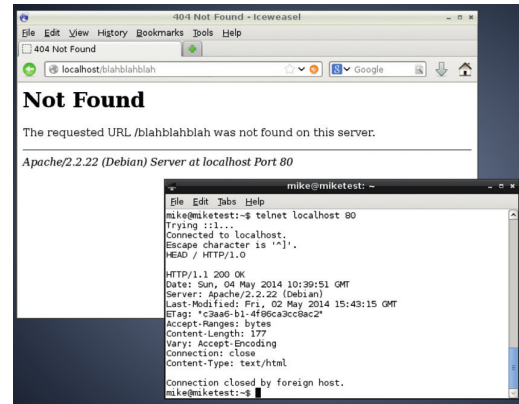 404 Not Found - Iceweasel
File Edit View History Bookmarks Tools Help
404 Not Found
localhost/blahblahblah
Google
Not Found
The requested URL /blahblahblah was not found on this server.
Apache/2.2.22 (Debian) Server at localhost Port 80
mike@miketest: ~
File Edit Tabs Help
mike@miketest:~$ telnet localhost 80
Trying ::1...
Connected to localhost.
Escape character is '^]'.
HEAD / HTTP/1.0
HTTP/1.1 200 OK
Date: Sun, 04 May 2014 10:39:51 GMT
Server: Apache/2.2.22 (Debian)
Last-Modified: Fri, 02 May 2014 15:43:15 GMT
ETag: "c3aa6-b1-4f86ca3cc8ac2"
Accept-Ranges: bytes
Content-Length: 177
Vary: Accept-Encoding
Connection: close
Content-Type: text/html
Connection closed by foreign host.
mike@miketest:~$